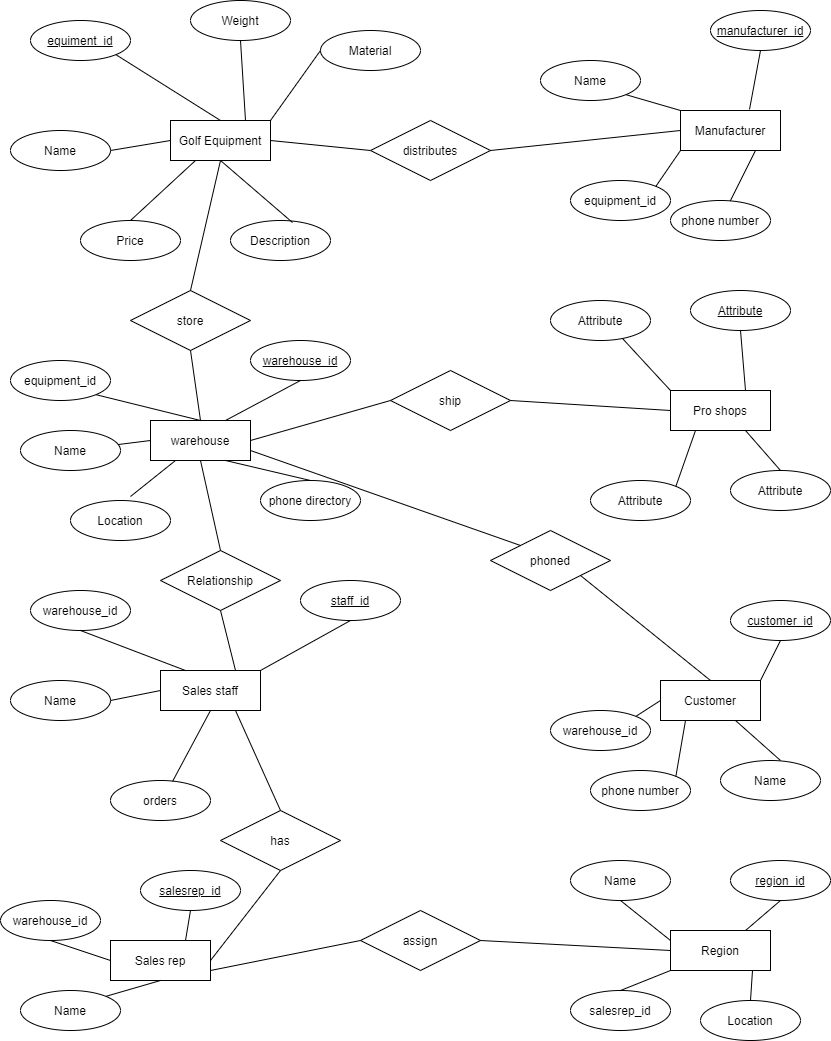 Weight
equiment_id
Material
manufacturer_id
Name
Golf Equipment
Manufacturer
Name
distributes
equipment_id
phone number
Price
Description
store
Attribute
Attribute
equipment_id
warehouse_id
ship
Pro shops
warehouse
Name
phone directory
Location
Attribute
Attribute
phoned
Relationship
warehouse_id
staff_id
customer_id
Name
Sales staff
Customer
warehouse_id
phone number
Name
orders
has
salesrep_id
Name
region_id
warehouse_id
assign
Region
Sales rep
Name
salesrep_id
Location